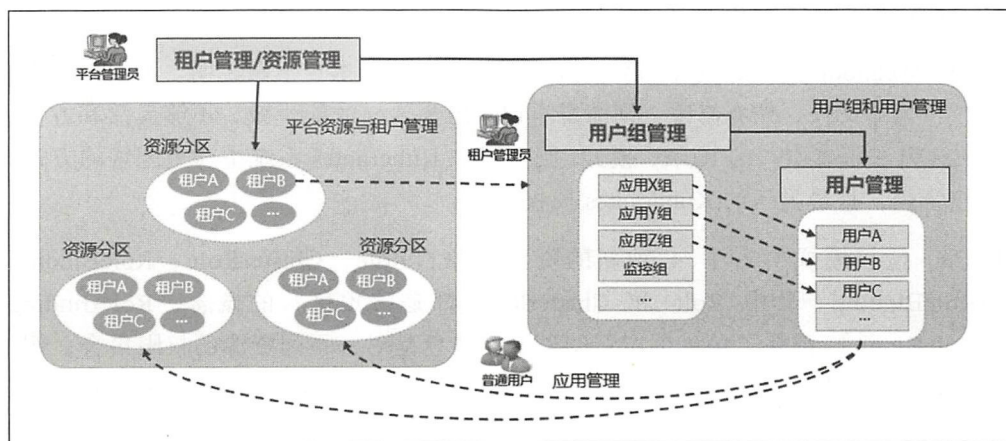 租户管理/资源管理
平台管理员
平台资源与租户管理
资源分区
租户A
租户B
租户C
...
资源分区
租户A
租户B
租户C
...
资源分区
租户A
租户B
租户C
...
租户管理员
用户组和用户管理
用户组管理
用户管理
应用X组
应用Y组
应用Z组
监控组
...
用户A
用户B
用户C
...
普通用户
应用管理